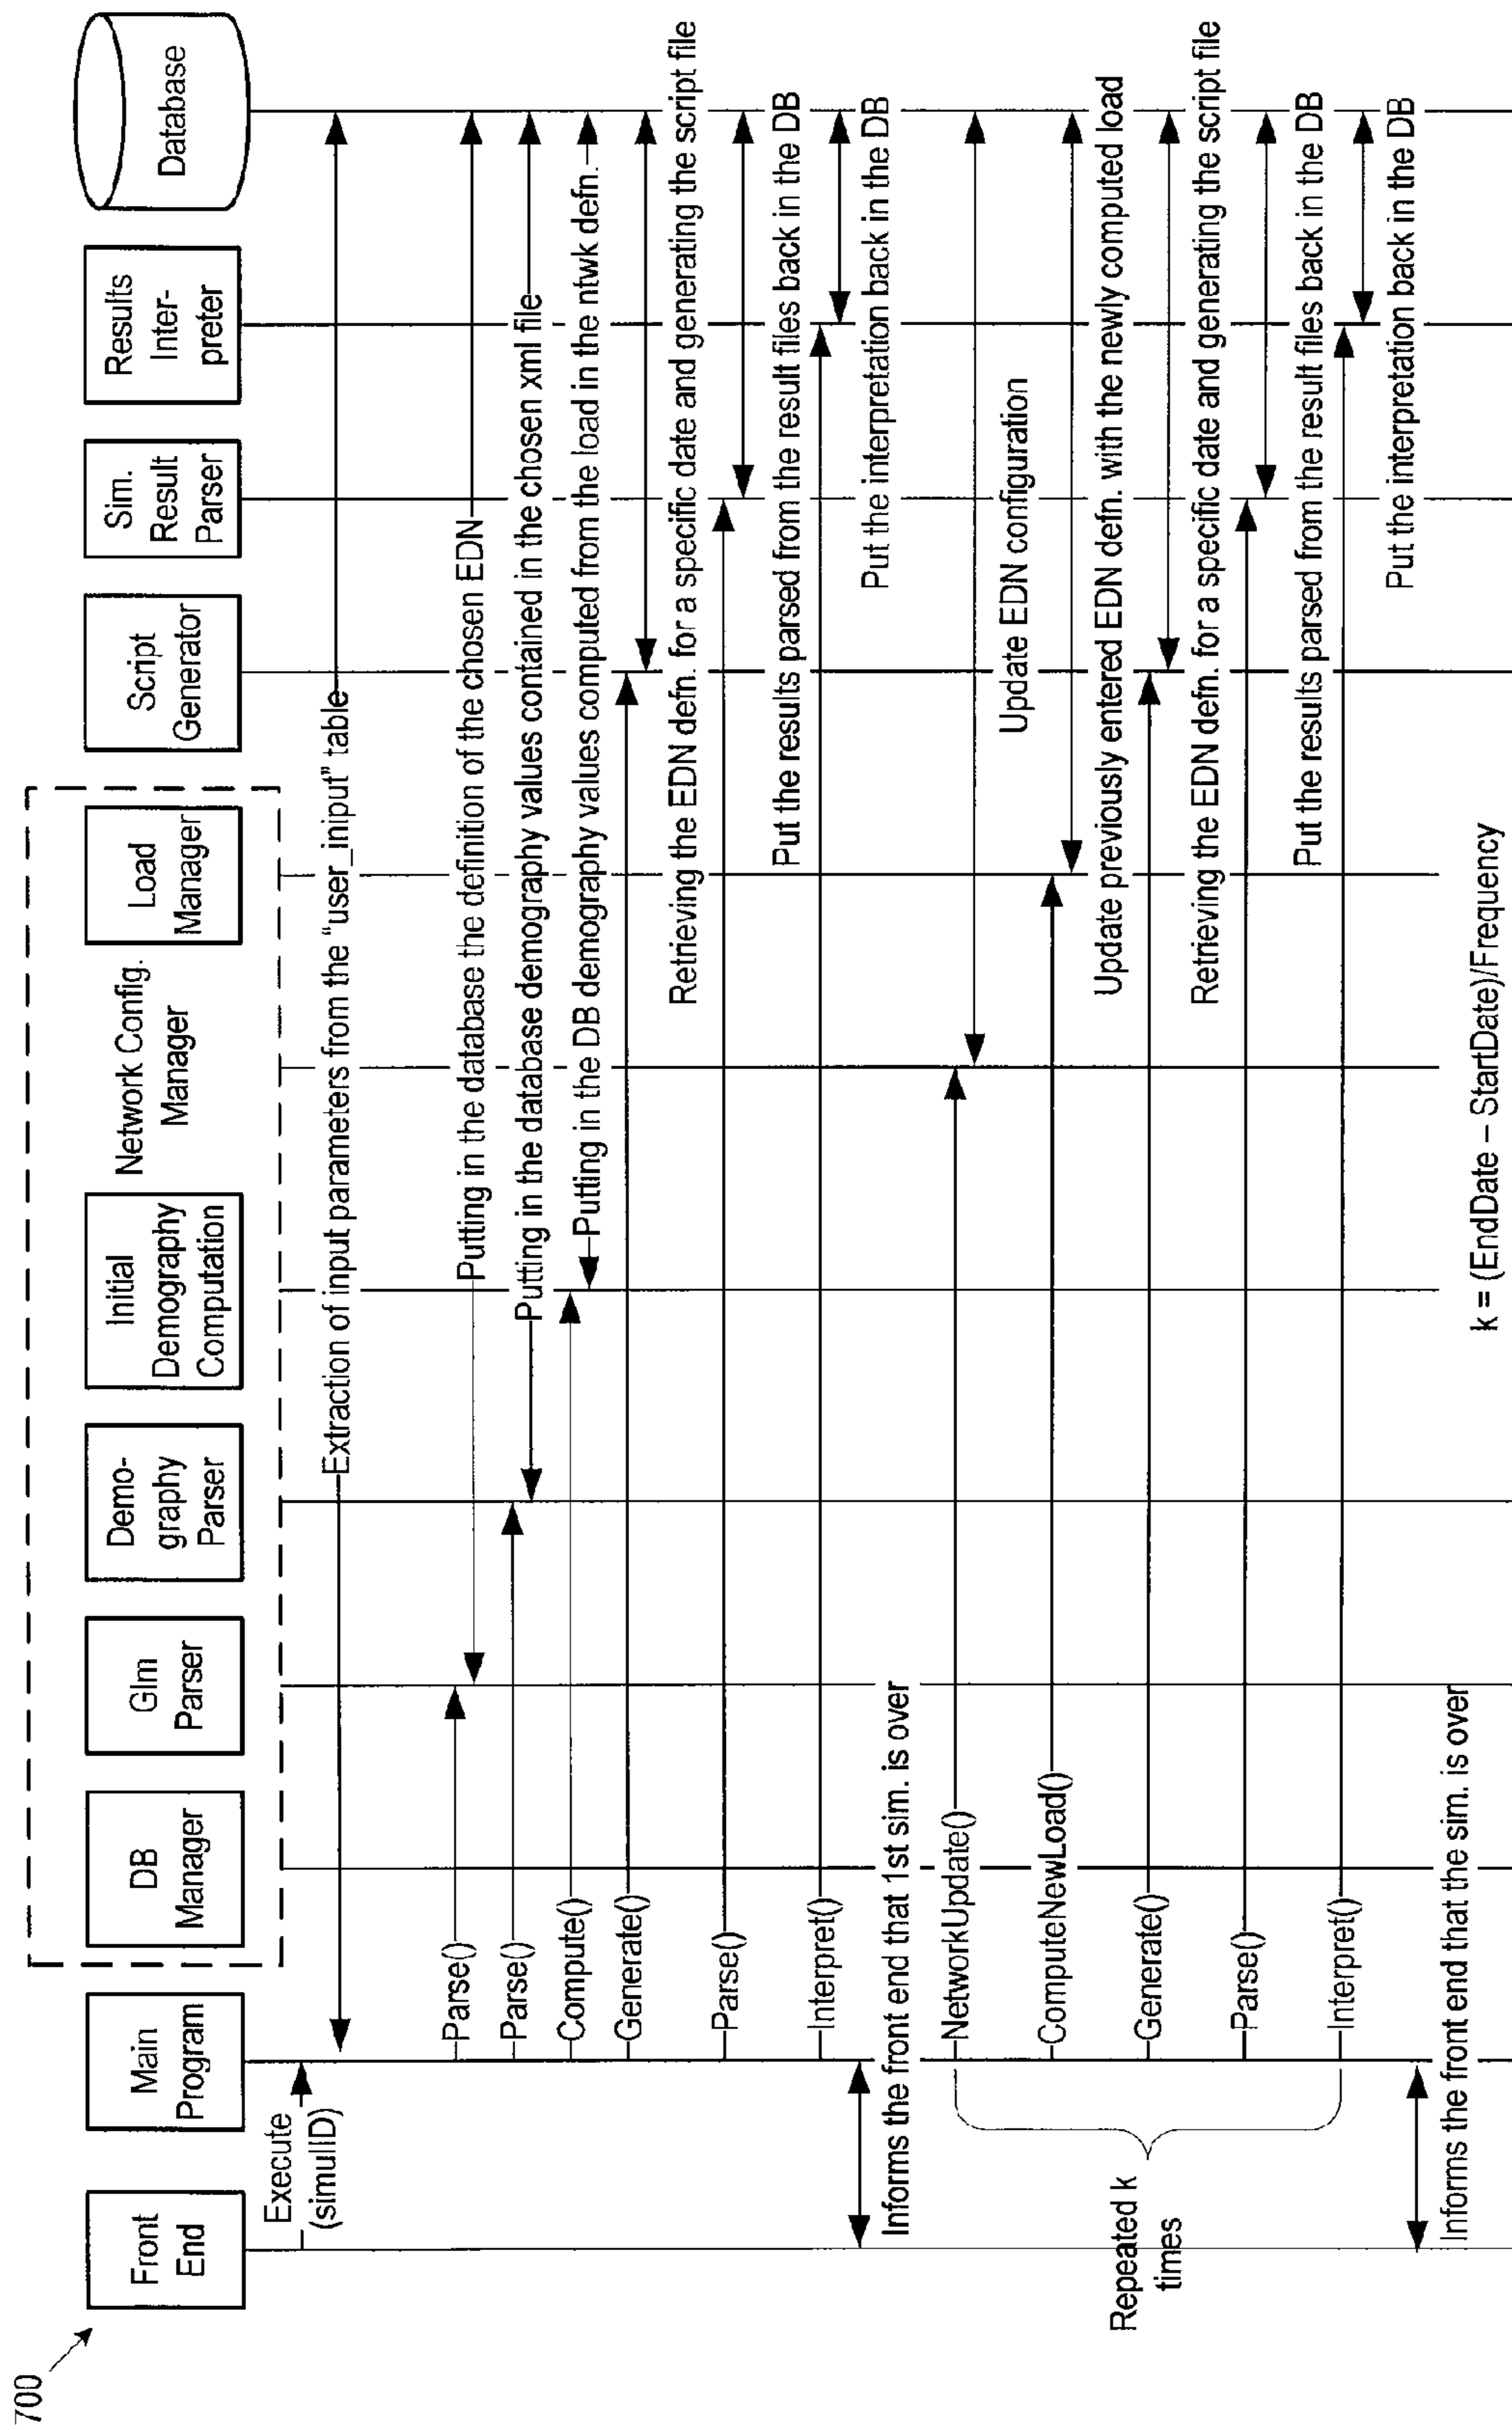 700
Front
End
Main
Program
DB
Manager
Glm
Parser
Demo-
graphy
Parser
Initial
Demography
Computation
Network Config.
Manager
Load
Manager
Script
Generator
Sim.
Result
Parser
Results
Inter-
preter
Database
Execute
(simulID)
Extraction of input parameters from the “user_iniput” table
Parse()
Putting in the database the definition of the chosen EDN
Parse()
Putting in the database demography values contained in the chosen xml file
Compute()
Putting in the DB demography values computed from the load in the ntwk defn.
Generate()
Retrieving the EDN defn. for a specific date and generating the script file
Parse()
Put the results parsed from the result files back in the DB
Interpret()
Put the interpretation back in the DB
Informs the front end that 1st sim. is over
NetworkUpdate()
Update EDN configuration
ComputeNewLoad()
Update previously entered EDN defn. with the newly computed load
Generate()
Retrieving the EDN defn. for a specific date and generating the script file
Repeated k
times
Parse()
Put the results parsed from the result files back in the DB
Interpret()
Put the interpretation back in the DB
Informs the front end that the sim. is over
k = (EndDate – StartDate)/Frequency